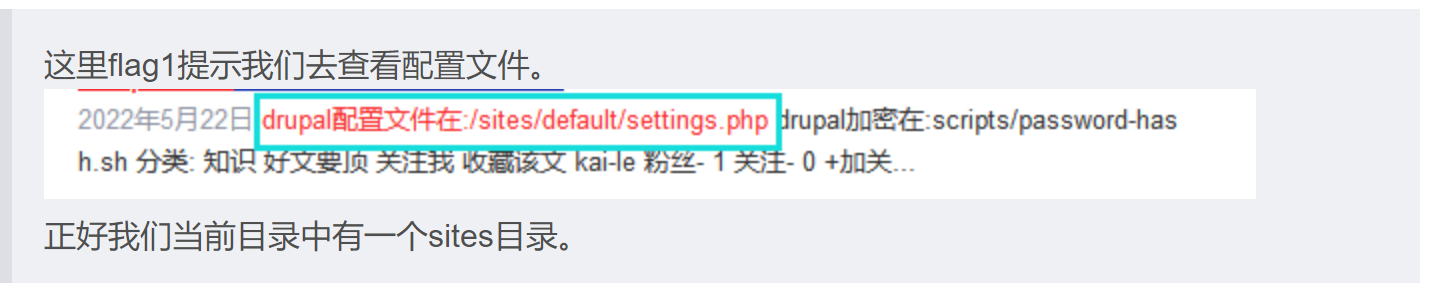 这里flag1提示我们去查看配置文件。
2022年5月22日 drupal配置文件在:/sites/default/settings.php drupal加密在:scripts/password-has
h.sh 分类: 知识 好文要顶 关注我 收藏该文 kai-le 粉丝- 1 关注- 0 +加关...
正好我们当前目录中有一个sites目录。